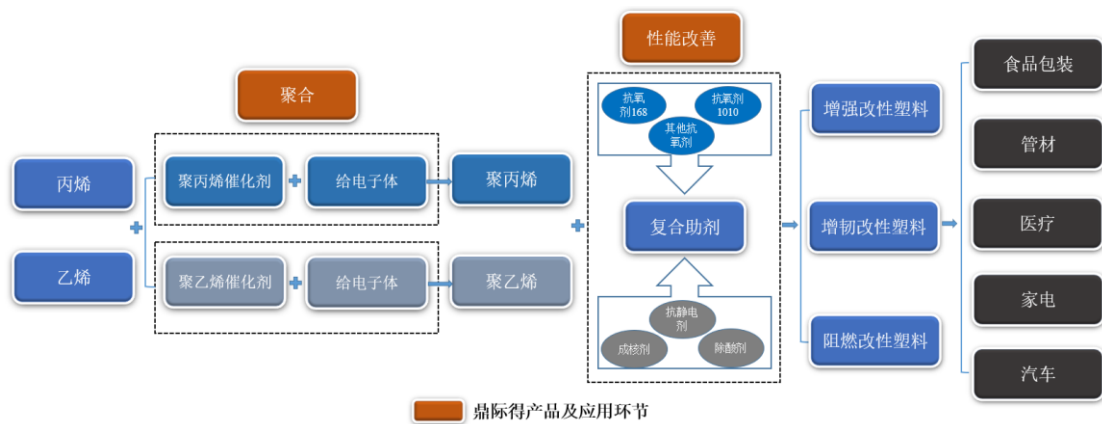 聚合
性能改善
丙烯
乙烯
聚丙烯催化剂
给电子体
聚丙烯
聚乙烯催化剂
给电子体
聚乙烯
抗氧
剂168
抗氧剂
1010
其他抗
氧剂
复合助剂
抗静电
剂
成核剂
除酸剂
增强改性塑料
增韧改性塑料
阻燃改性塑料
食品包装
管材
医疗
家电
汽车
鼎际得产品及应用环节